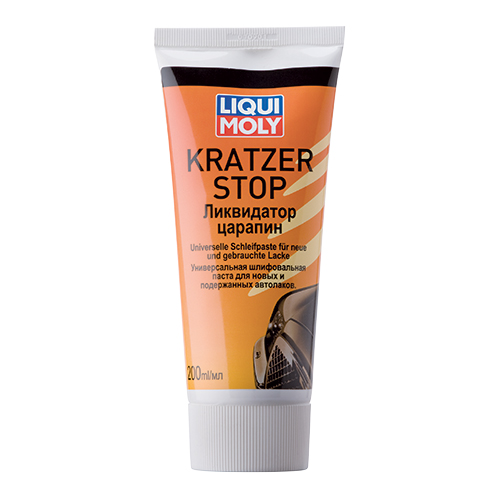 LIQUI
MOLY
KRATZER
STOP
Ликвидатор
царапин
Universelle Schleifpaste für neue
und gebrauchte Lacke
Универсальная шлифовальная
паста для новых и
подержанных автолаков.
200ml/мл